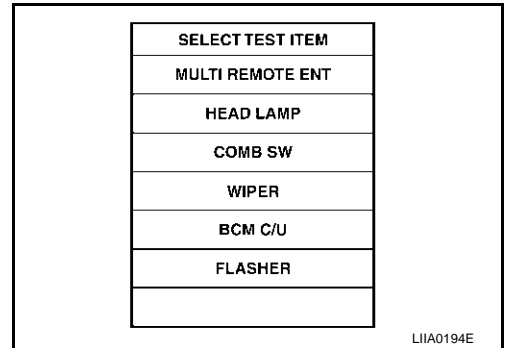 SELECT TEST ITEM
MULTI REMOTE ENT
HEAD LAMP
COMB SW
WIPER
BCM C/U
FLASHER
LIIA0194E